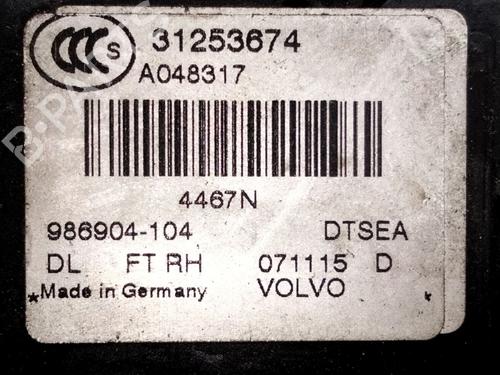 CCC S 31253674
A048317
4467N
986904-104 DTSEA
DL FT RH 071115 D
*Made in Germany VOLVO *